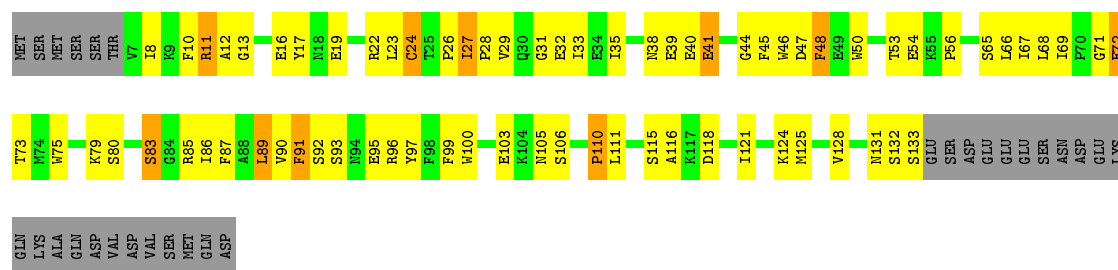 MET SER MET SER SER THR V7 I8 K9 F10 R11 A12 G13 E16 Y17 N18 E19 R22 L23 C24 T25 P26 I27 P28 V29 Q30 G31 E32 I33 E34 I35 N38 E39 E40 E41 G44 F45 W46 D47 F48 E49 W50 T53 E54 K55 P56 S65 L66 I67 L68 I69 P70 G71
T73 M74 W75 K79 S80 S83 G84 R85 I86 F87 A88 L89 V90 F91 S92 S93 N94 E95 R96 Y97 F98 F99 W100 E103 K104 N105 S106 P110 L111 S115 A116 K117 D118 I121 K124 M125 V128 N131 S132 S133 GLU SER ASP GLU GLU GLU SER ASN ASP GLU LYS
GLN LYS ALA GLN ASP VAL ASP VAL SER MET GLN ASP